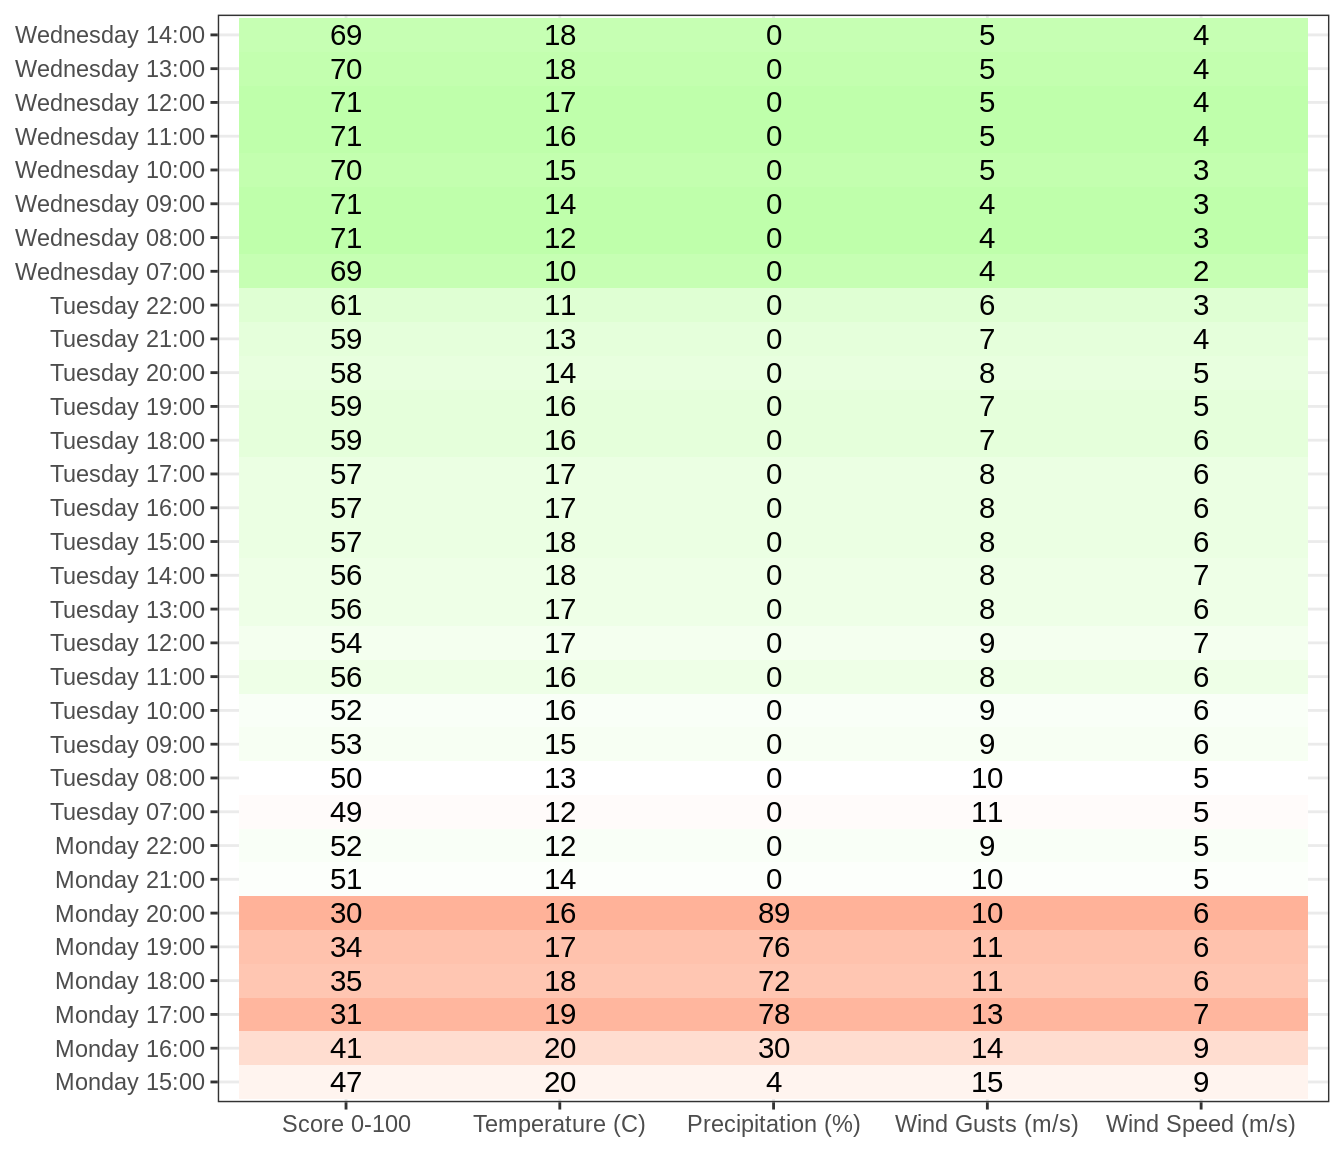 Wednesday 14:00 69 18 0 5 4
Wednesday 13:00 70 18 0 5 4
Wednesday 12:00 71 17 0 5 4
Wednesday 11:00 71 16 0 5 4
Wednesday 10:00 70 15 0 5 3
Wednesday 09:00 71 14 0 4 3
Wednesday 08:00 71 12 0 4 3
Wednesday 07:00 69 10 0 4 2
Tuesday 22:00 61 11 0 6 3
Tuesday 21:00 59 13 0 7 4
Tuesday 20:00 58 14 0 8 5
Tuesday 19:00 59 16 0 7 5
Tuesday 18:00 59 16 0 7 6
Tuesday 17:00 57 17 0 8 6
Tuesday 16:00 57 17 0 8 6
Tuesday 15:00 57 18 0 8 6
Tuesday 14:00 56 18 0 8 7
Tuesday 13:00 56 17 0 8 6
Tuesday 12:00 54 17 0 9 7
Tuesday 11:00 56 16 0 8 6
Tuesday 10:00 52 16 0 9 6
Tuesday 09:00 53 15 0 9 6
Tuesday 08:00 50 13 0 10 5
Tuesday 07:00 49 12 0 11 5
Monday 22:00 52 12 0 9 5
Monday 21:00 51 14 0 10 5
Monday 20:00 30 16 89 10 6
Monday 19:00 34 17 76 11 6
Monday 18:00 35 18 72 11 6
Monday 17:00 31 19 78 13 7
Monday 16:00 41 20 30 14 9
Monday 15:00 47 20 4 15 9
Score 0-100 Temperature (C) Precipitation (%) Wind Gusts (m/s) Wind Speed (m/s)